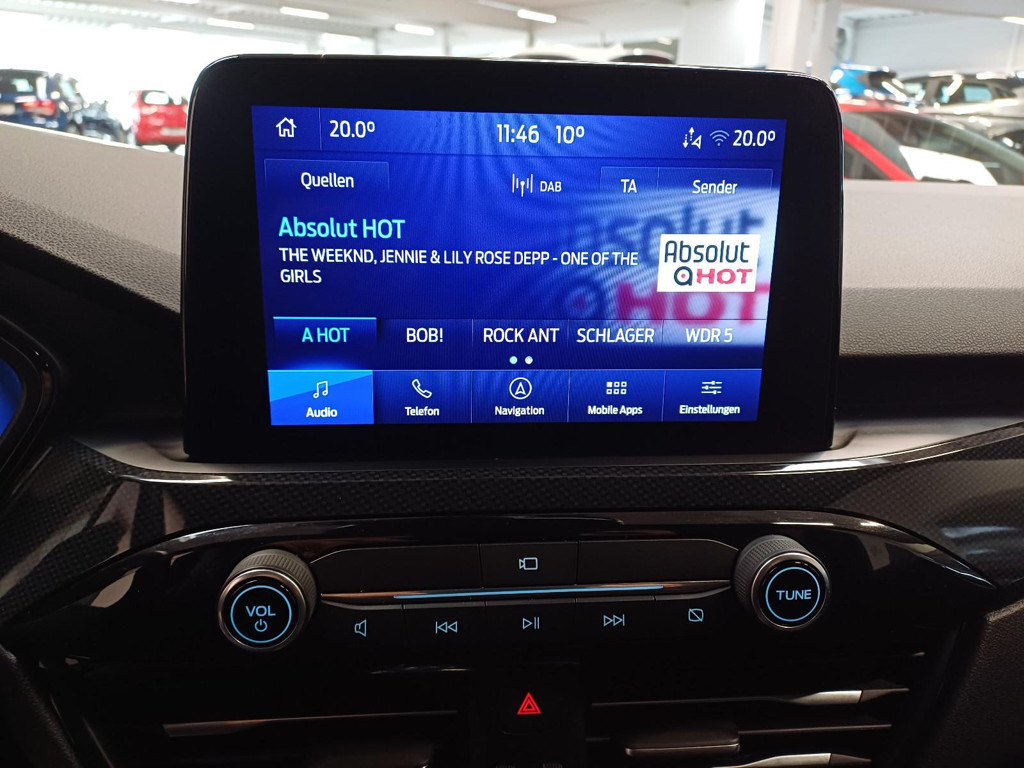 20.0°
11:46 10°
20.0°
Quellen
DAB
TA
Sender
Absolut HOT
THE WEEKND, JENNIE & LILY ROSE DEPP - ONE OF THE
GIRLS
Absolut
HOT
Absolut
HOT
A HOT
BOB!
ROCK ANT
SCHLAGER
WDR 5
Audio
Telefon
Navigation
Mobile Apps
Einstellungen
VOL
TUNE